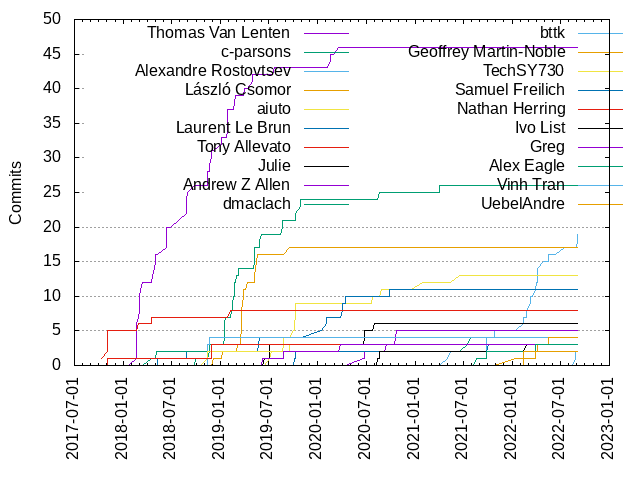 50
45
40
35
30
25
20
15
10
5
0
Commits
Thomas Van Lenten
c-parsons
Alexandre Rostovtsev
László Csomor
aiuto
Laurent Le Brun
Tony Allevato
Julie
Andrew Z Allen
dmaclach
bttk
Geoffrey Martin-Noble
TechSY730
Samuel Freilich
Nathan Herring
Ivo List
Greg
Alex Eagle
Vinh Tran
UebelAndre
2017-07-01
2018-01-01
2018-07-01
2019-01-01
2019-07-01
2020-01-01
2020-07-01
2021-01-01
2021-07-01
2022-01-01
2022-07-01
2023-01-01